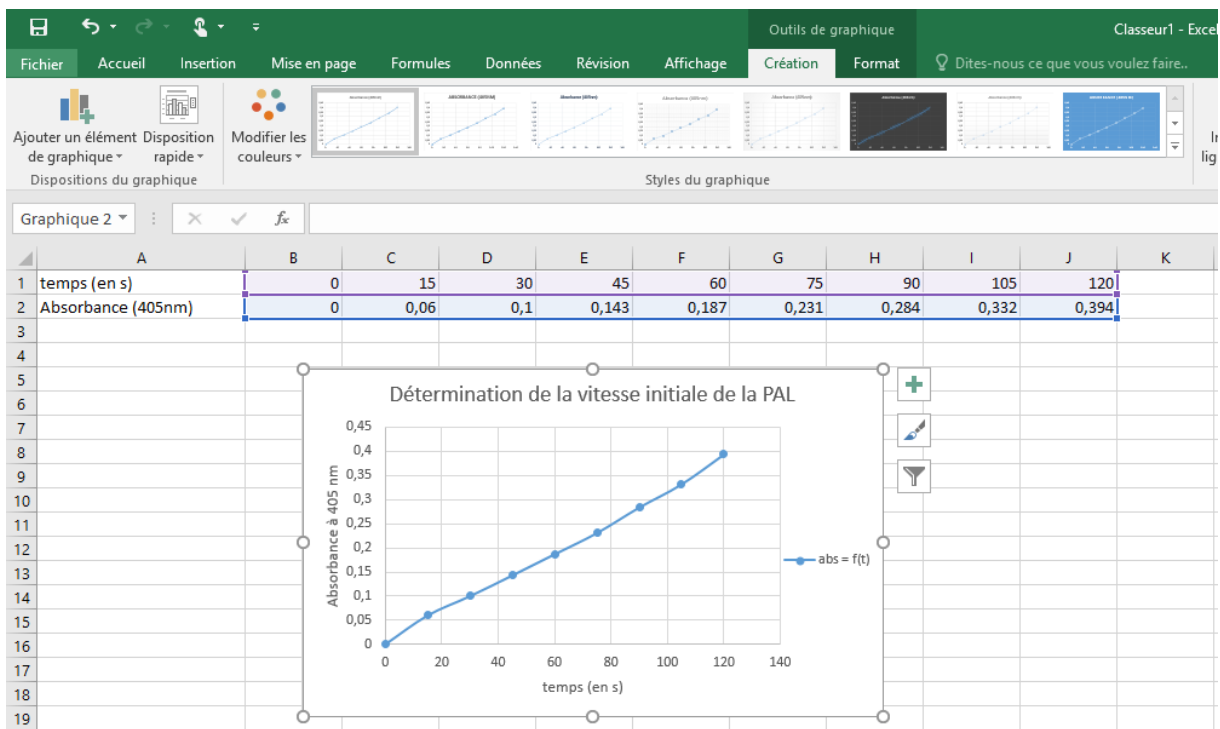 Outils de graphique
Classeur1 - Excel
Fichier Accueil Insertion Mise en page Formules Données Révision Affichage Création Format Dites-nous ce que vous voulez faire..
Ajouter un élément de graphique
Disposition rapide
Modifier les couleurs
Dispositions du graphique
Styles du graphique
Graphique 2
fx
A B C D E F G H I J K
1 temps (en s) 0 15 30 45 60 75 90 105 120
2 Absorbance (405nm) 0 0,06 0,1 0,143 0,187 0,231 0,284 0,332 0,394
3
4
5
6
7
8
9
10
11
12
13
14
15
16
17
18
19
Détermination de la vitesse initiale de la PAL
Absorbance à 405 nm
0,45
0,4
0,35
0,3
0,25
0,2
0,15
0,1
0,05
0
0 20 40 60 80 100 120 140
temps (en s)
abs = f(t)